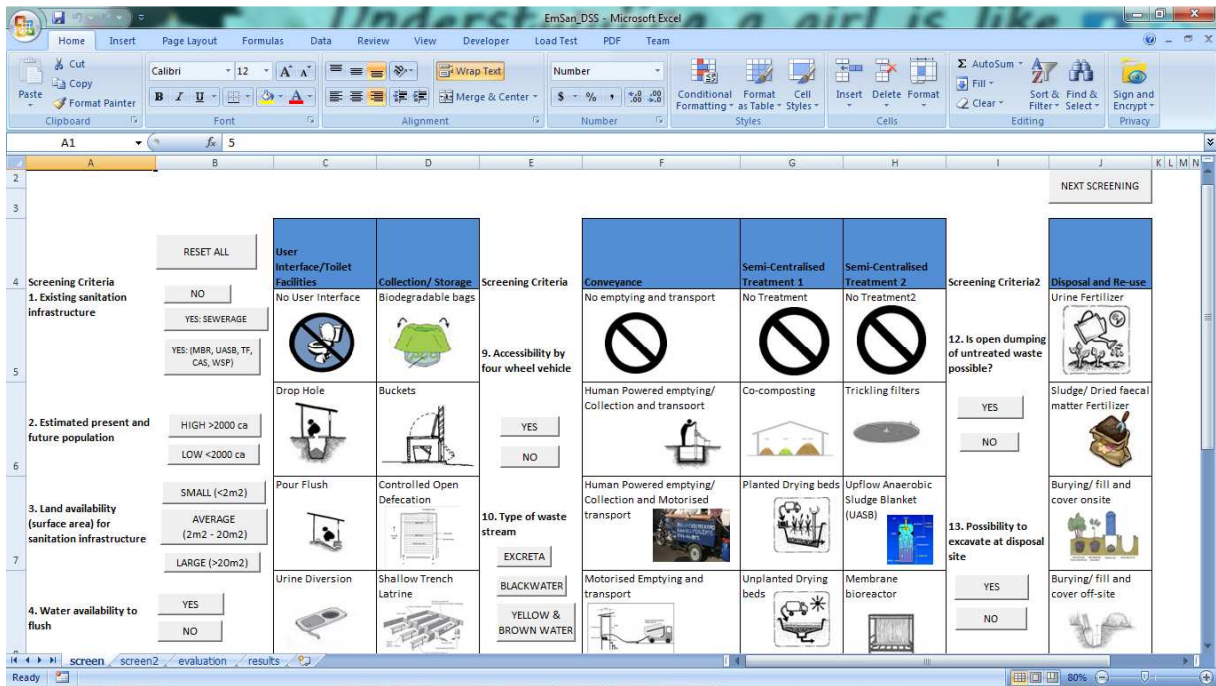 Understanding a girl is like
EmSan_DSS - Microsoft Excel
Home Insert Page Layout Formulas Data Review View Developer Load Test PDF Team
Paste
Cut
Copy
Format Painter
Clipboard
Calibri 12
B I U
Font
Wrap Text
Merge & Center
Alignment
Number
$ % ,
Number
Conditional Formatting
Format as Table
Cell Styles
Styles
Insert Delete Format
Cells
Σ AutoSum
Fill
Clear
Sort & Filter
Find & Select
Editing
Sign and Encrypt
Privacy
A1 fx 5
A B C D E F G H I J K L M N
2
NEXT SCREENING
3
4
Screening Criteria
RESET ALL
User Interface/Toilet Facilities
Collection/ Storage
Screening Criteria
Conveyance
Semi-Centralised Treatment 1
Semi-Centralised Treatment 2
Screening Criteria2
Disposal and Re-use
5
1. Existing sanitation infrastructure
NO
YES: SEWERAGE
YES: (MBR, UASB, TF, CAS, WSP)
No User Interface
Biodegradable bags
9. Accessibility by four wheel vehicle
No emptying and transport
No Treatment
No Treatment2
12. Is open dumping of untreated waste possible?
Urine Fertilizer
6
2. Estimated present and future population
HIGH >2000 ca
LOW <2000 ca
Drop Hole
Buckets
YES
NO
Human Powered emptying/ Collection and transport
Co-composting
Trickling filters
YES
NO
Sludge/ Dried faecal matter Fertilizer
7
3. Land availability (surface area) for sanitation infrastructure
SMALL (<2m2)
AVERAGE (2m2 - 20m2)
LARGE (>20m2)
Pour Flush
Controlled Open Defecation
10. Type of waste stream
EXCRETA
Human Powered emptying/ Collection and Motorised transport
Planted Drying beds
Upflow Anaerobic Sludge Blanket (UASB)
13. Possibility to excavate at disposal site
Burying/ fill and cover onsite
4. Water availability to flush
YES
NO
Urine Diversion
Shallow Trench Latrine
BLACKWATER
YELLOW & BROWN WATER
Motorised Emptying and transport
Unplanted Drying beds
Membrane bioreactor
YES
NO
Burying/ fill and cover off-site
screen screen2 evaluation results
Ready
80%